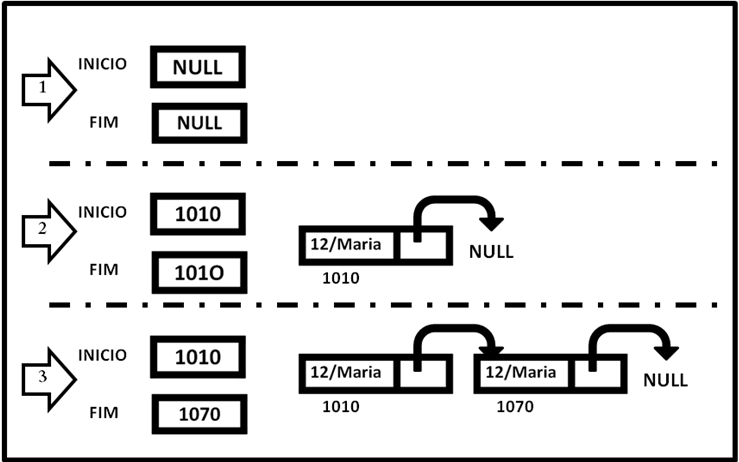 INICIO NULL
1
FIM NULL
INICIO 1010
2
12/Maria
FIM 101O
NULL
1010
INICIO 1010
3
12/Maria 12/Maria
NULL
FIM 1070
1010 1070